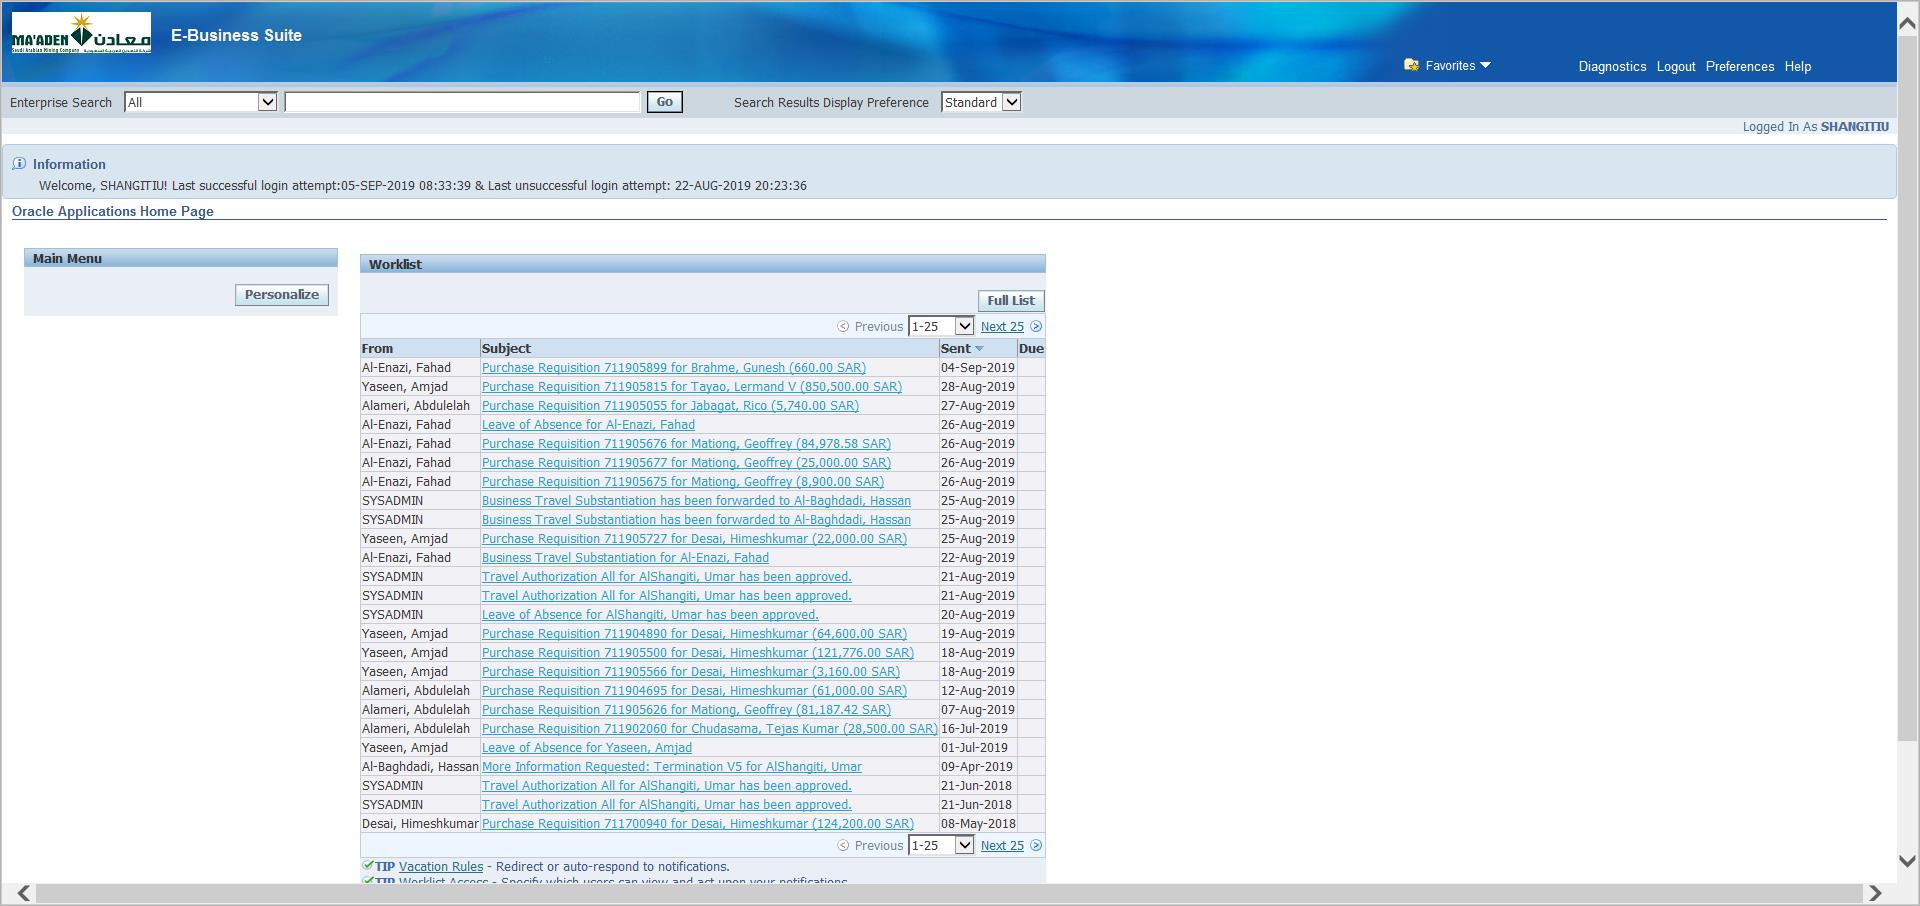 MA'ADEN معادن
Saudi Arabian Mining Company
E-Business Suite
Favorites
Diagnostics Logout Preferences Help
Enterprise Search All Go Search Results Display Preference Standard
Logged In As SHANGITIU
Information
Welcome, SHANGITIU! Last successful login attempt:05-SEP-2019 08:33:39 & Last unsuccessful login attempt: 22-AUG-2019 20:23:36
Oracle Applications Home Page
Main Menu
Personalize
Worklist
Full List
Previous 1-25 Next 25
From Subject Sent Due
Al-Enazi, Fahad Purchase Requisition 711905899 for Brahme, Gunesh (660.00 SAR) 04-Sep-2019
Yaseen, Amjad Purchase Requisition 711905815 for Tayao, Lermand V (850,500.00 SAR) 28-Aug-2019
Alameri, Abdulelah Purchase Requisition 711905055 for Jabagat, Rico (5,740.00 SAR) 27-Aug-2019
Al-Enazi, Fahad Leave of Absence for Al-Enazi, Fahad 26-Aug-2019
Al-Enazi, Fahad Purchase Requisition 711905676 for Mationg, Geoffrey (84,978.58 SAR) 26-Aug-2019
Al-Enazi, Fahad Purchase Requisition 711905677 for Mationg, Geoffrey (25,000.00 SAR) 26-Aug-2019
Al-Enazi, Fahad Purchase Requisition 711905675 for Mationg, Geoffrey (8,900.00 SAR) 26-Aug-2019
SYSADMIN Business Travel Substantiation has been forwarded to Al-Baghdadi, Hassan 25-Aug-2019
SYSADMIN Business Travel Substantiation has been forwarded to Al-Baghdadi, Hassan 25-Aug-2019
Yaseen, Amjad Purchase Requisition 711905727 for Desai, Himeshkumar (22,000.00 SAR) 25-Aug-2019
Al-Enazi, Fahad Business Travel Substantiation for Al-Enazi, Fahad 22-Aug-2019
SYSADMIN Travel Authorization All for AlShangiti, Umar has been approved. 21-Aug-2019
SYSADMIN Travel Authorization All for AlShangiti, Umar has been approved. 21-Aug-2019
SYSADMIN Leave of Absence for AlShangiti, Umar has been approved. 20-Aug-2019
Yaseen, Amjad Purchase Requisition 711904890 for Desai, Himeshkumar (64,600.00 SAR) 19-Aug-2019
Yaseen, Amjad Purchase Requisition 711905500 for Desai, Himeshkumar (121,776.00 SAR) 18-Aug-2019
Yaseen, Amjad Purchase Requisition 711905566 for Desai, Himeshkumar (3,160.00 SAR) 18-Aug-2019
Alameri, Abdulelah Purchase Requisition 711904695 for Desai, Himeshkumar (61,000.00 SAR) 12-Aug-2019
Alameri, Abdulelah Purchase Requisition 711905626 for Mationg, Geoffrey (81,187.42 SAR) 07-Aug-2019
Alameri, Abdulelah Purchase Requisition 711902060 for Chudasama, Tejas Kumar (28,500.00 SAR) 16-Jul-2019
Yaseen, Amjad Leave of Absence for Yaseen, Amjad 01-Jul-2019
Al-Baghdadi, Hassan More Information Requested: Termination V5 for AlShangiti, Umar 09-Apr-2019
SYSADMIN Travel Authorization All for AlShangiti, Umar has been approved. 21-Jun-2018
SYSADMIN Travel Authorization All for AlShangiti, Umar has been approved. 21-Jun-2018
Desai, Himeshkumar Purchase Requisition 711700940 for Desai, Himeshkumar (124,200.00 SAR) 08-May-2018
Previous 1-25 Next 25
TIP Vacation Rules - Redirect or auto-respond to notifications.
TIP Worklist Access - Specify which users can view and act upon your notifications.